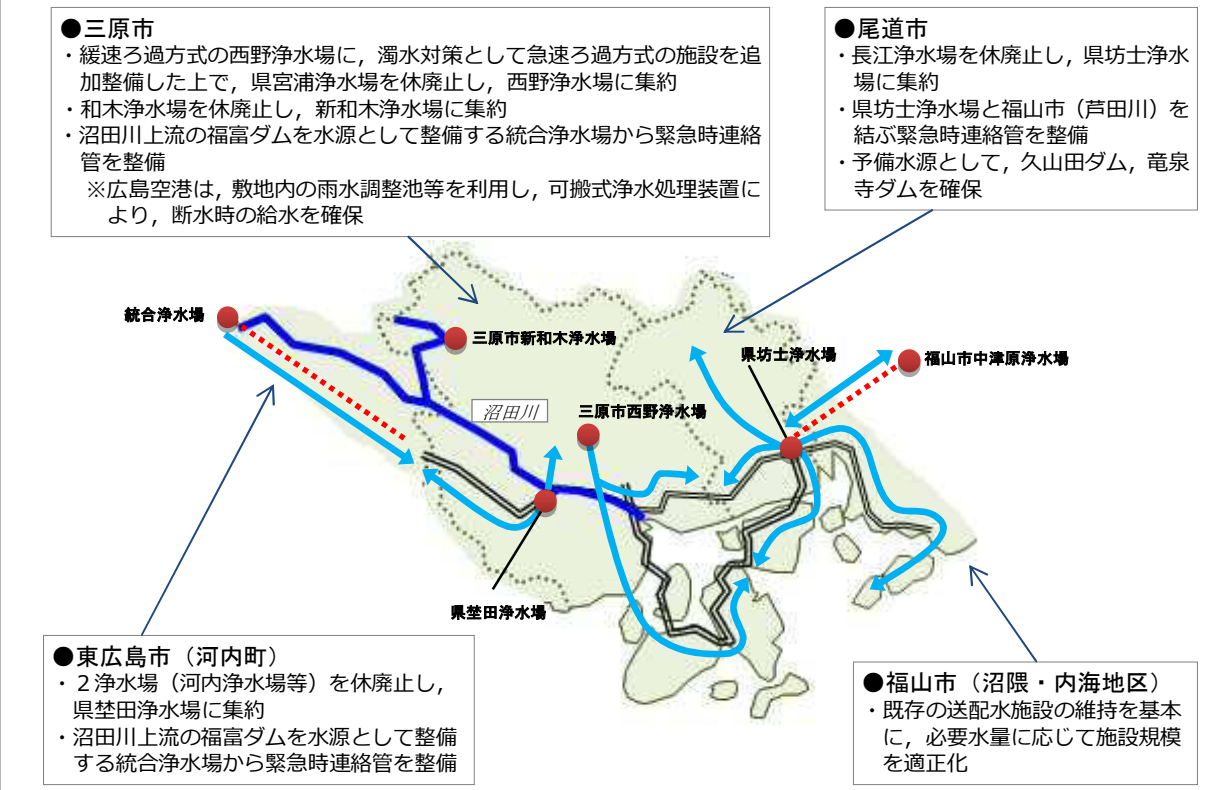 ●三原市
・緩速ろ過方式の西野浄水場に，濁水対策として急速ろ過方式の施設を追
加整備した上で，県宮浦浄水場を休廃止し，西野浄水場に集約
・和木浄水場を休廃止し，新和木浄水場に集約
・沼田川上流の福富ダムを水源として整備する統合浄水場から緊急時連絡
管を整備
※広島空港は，敷地内の雨水調整池等を利用し，可搬式浄水処理装置に
より，断水時の給水を確保
●尾道市
・長江浄水場を休廃止し，県坊士浄水
場に集約
・県坊士浄水場と福山市（芦田川）を
結ぶ緊急時連絡管を整備
・予備水源として，久山田ダム，竜泉
寺ダムを確保
統合浄水場
三原市新和木浄水場
県坊士浄水場
福山市中津原浄水場
沼田川
三原市西野浄水場
県埜田浄水場
●東広島市（河内町）
・２浄水場（河内浄水場等）を休廃止し，
県埜田浄水場に集約
・沼田川上流の福富ダムを水源として整備
する統合浄水場から緊急時連絡管を整備
●福山市（沼隈・内海地区）
・既存の送配水施設の維持を基本
に，必要水量に応じて施設規模
を適正化